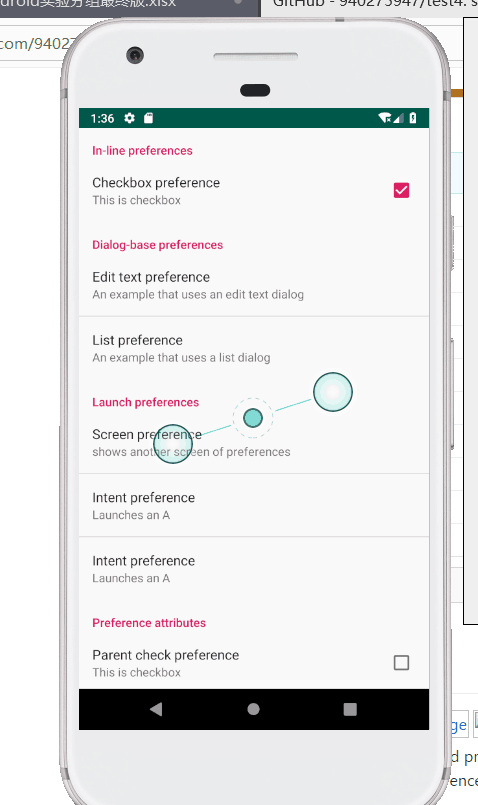 droid实验分组最终版.xlsx
GitHub - 940275947/test4: s
com/9402
1:36
In-line preferences
Checkbox preference
This is checkbox
Dialog-base preferences
Edit text preference
An example that uses an edit text dialog
List preference
An example that uses a list dialog
Launch preferences
Screen preference
shows another screen of preferences
Intent preference
Launches an A
Intent preference
Launches an A
Preference attributes
Parent check preference
This is checkbox
ge
d pr
ence